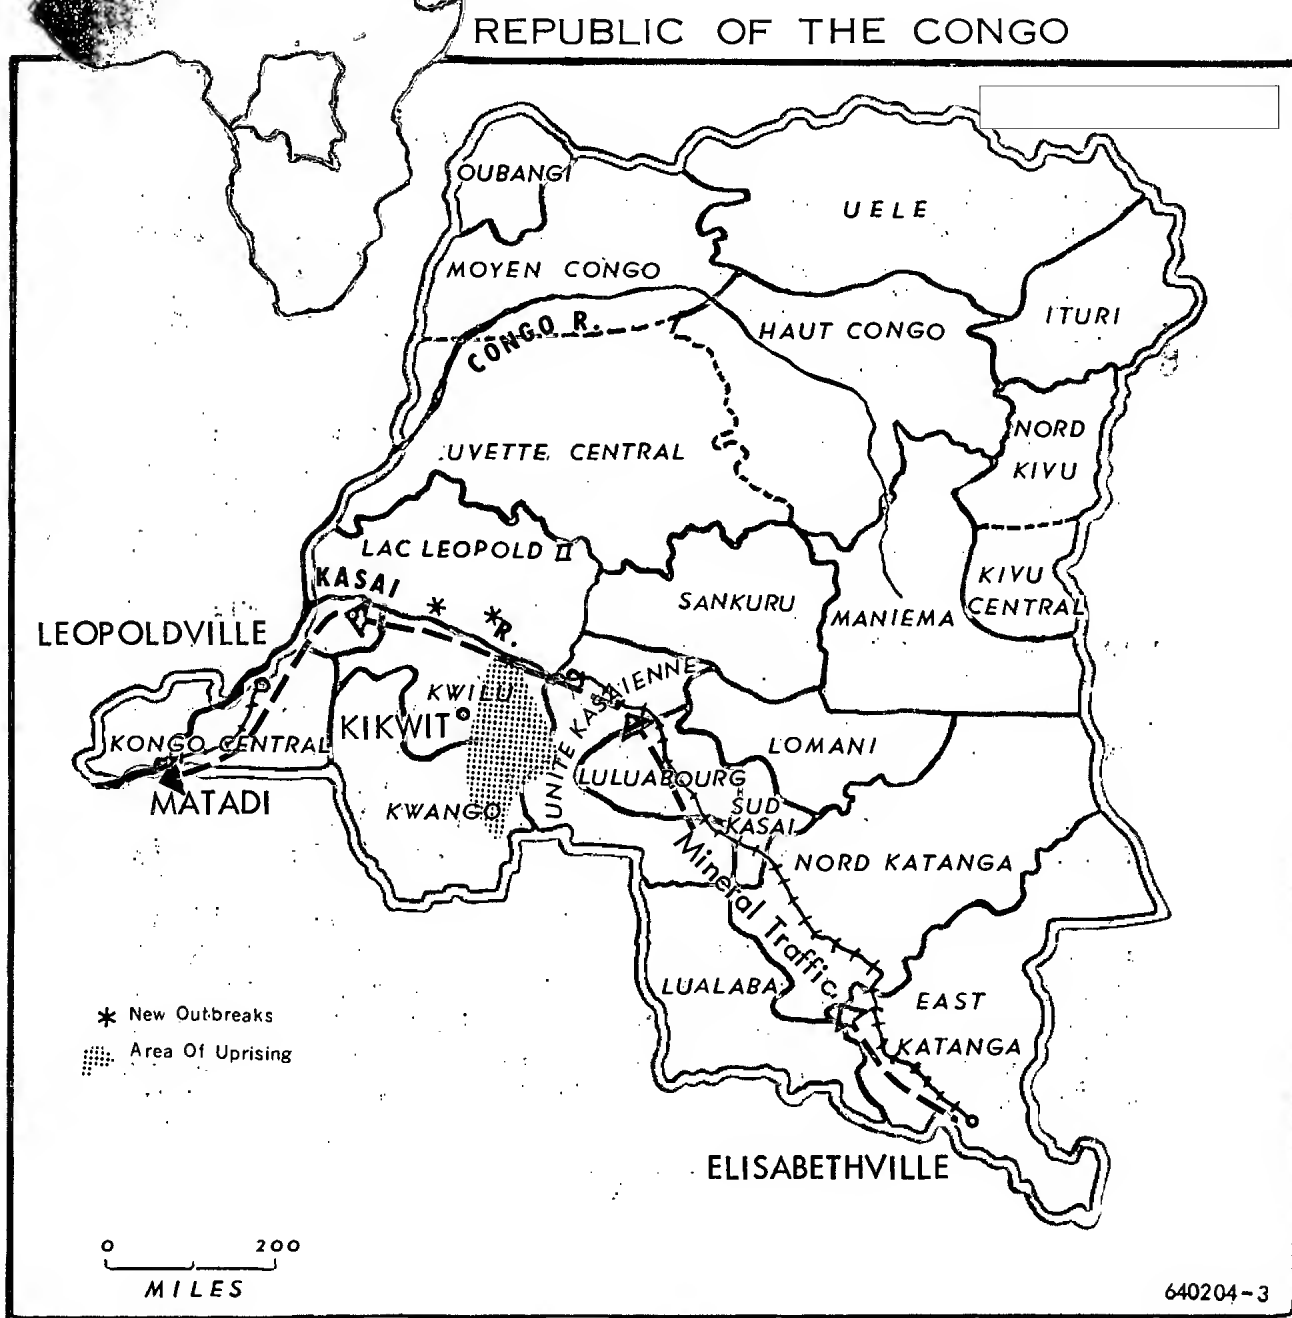 REPUBLIC OF THE CONGO
OUBANGI
UELE
MOYEN CONGO
ITURI
CONGO R.
HAUT CONGO
NORD
KIVU
UVETTE CENTRAL
LAC LEOPOLD II
KASAI
R.
SANKURU
KIVU
CENTRAL
MANIEMA
LEOPOLDVILLE
KWILU
UNITE KASAIENNE
KIKWIT
KONGO CENTRAL
LOMANI
LULUABOURG
MATADI
KWANGO
SUD
KASAI
Mineral Traffic
NORD KATANGA
LUALABA
EAST
KATANGA
New Outbreaks
Area Of Uprising
ELISABETHVILLE
0 200
MILES
640204-3